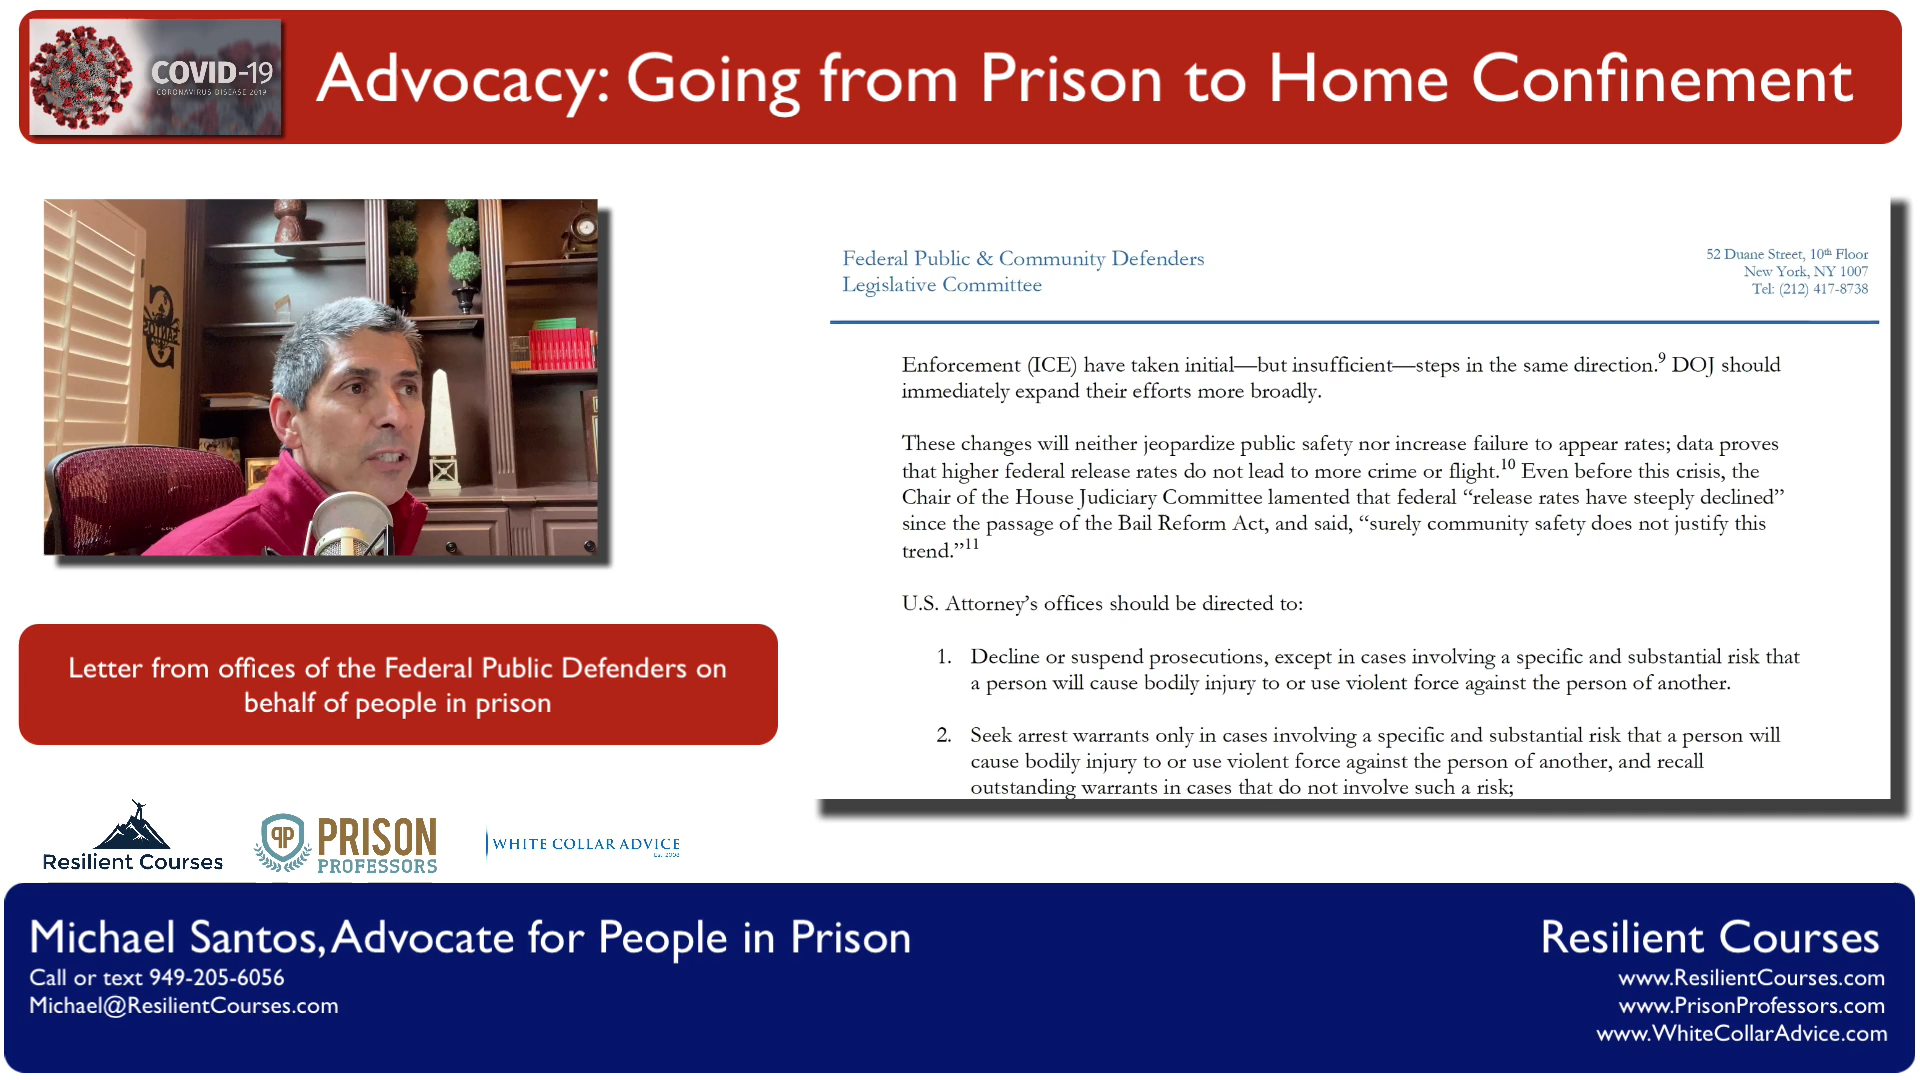 COVID-19
CORONAVIRUS DISEASE 2019
Advocacy: Going from Prison to Home Confinement
Federal Public & Community Defenders
Legislative Committee
52 Duane Street, 10th Floor
New York, NY 1007
Tel: (212) 417-8738
Enforcement (ICE) have taken initial—but insufficient—steps in the same direction.9 DOJ should
immediately expand their efforts more broadly.
These changes will neither jeopardize public safety nor increase failure to appear rates; data proves
that higher federal release rates do not lead to more crime or flight.10 Even before this crisis, the
Chair of the House Judiciary Committee lamented that federal “release rates have steeply declined”
since the passage of the Bail Reform Act, and said, “surely community safety does not justify this
trend.”11
U.S. Attorney’s offices should be directed to:
1. Decline or suspend prosecutions, except in cases involving a specific and substantial risk that
a person will cause bodily injury to or use violent force against the person of another.
2. Seek arrest warrants only in cases involving a specific and substantial risk that a person will
cause bodily injury to or use violent force against the person of another, and recall
outstanding warrants in cases that do not involve such a risk;
Letter from offices of the Federal Public Defenders on
behalf of people in prison
Resilient Courses
PP
PRISON
PROFESSORS
WHITE COLLAR ADVICE
Michael Santos, Advocate for People in Prison
Call or text 949-205-6056
Michael@ResilientCourses.com
Resilient Courses
www.ResilientCourses.com
www.PrisonProfessors.com
www.WhiteCollarAdvice.com